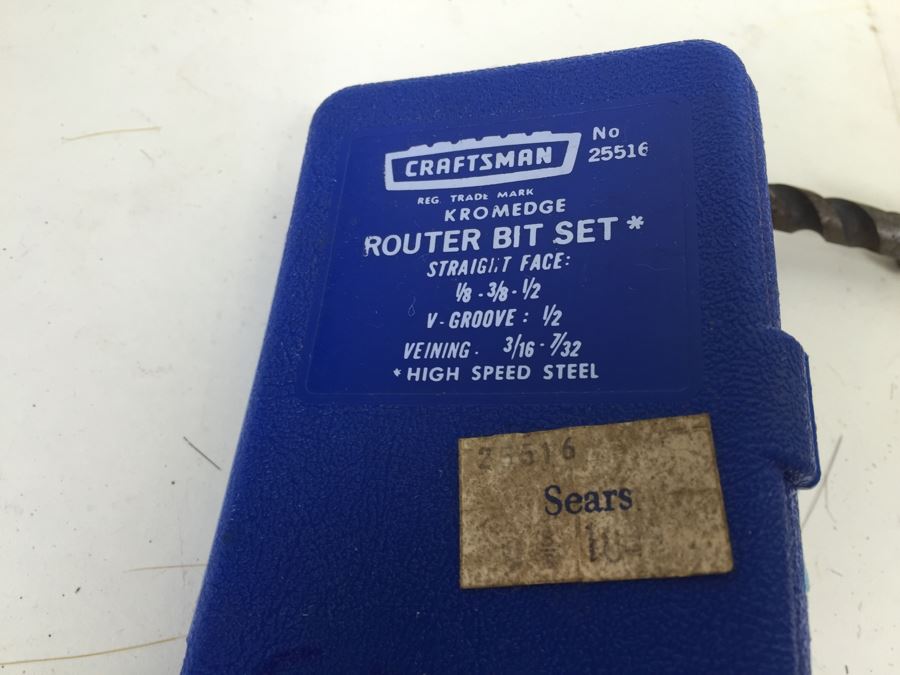 CRAFTSMAN
No
25516
REG. TRADE MARK
KROMEDGE
ROUTER BIT SET *
STRAIGHT FACE:
1/8 - 3/8 - 1/2
V-GROOVE: 1/2
VEINING. 3/16 - 7/32
*HIGH SPEED STEEL
25516
Sears